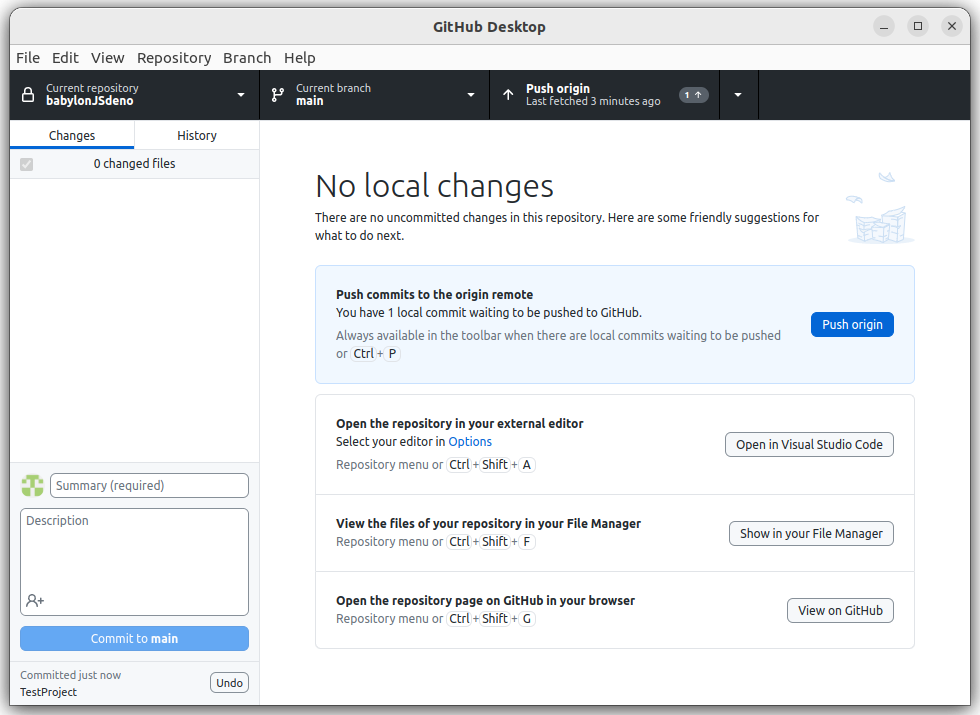 GitHub Desktop
File Edit View Repository Branch Help
Current repository
babylonJSdeno
Current branch
main
Push origin
Last fetched 3 minutes ago
1
Changes
History
0 changed files
No local changes
There are no uncommitted changes in this repository. Here are some friendly suggestions for
what to do next.
Push commits to the origin remote
You have 1 local commit waiting to be pushed to GitHub.
Always available in the toolbar when there are local commits waiting to be pushed
or Ctrl + P
Push origin
Open the repository in your external editor
Select your editor in Options
Repository menu or Ctrl + Shift + A
Open in Visual Studio Code
View the files of your repository in your File Manager
Repository menu or Ctrl + Shift + F
Show in your File Manager
Open the repository page on GitHub in your browser
Repository menu or Ctrl + Shift + G
View on GitHub
Summary (required)
Description
Commit to main
Committed just now
TestProject
Undo